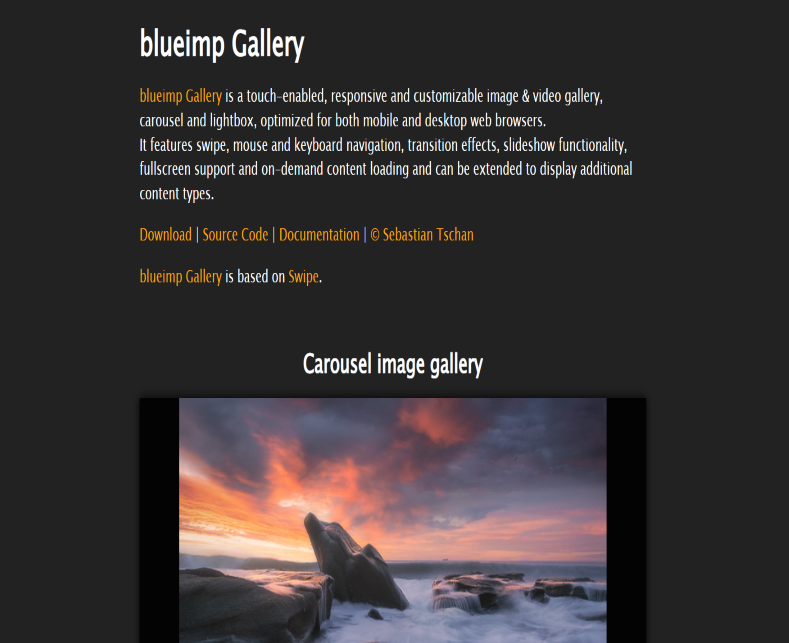 blueimp Gallery
blueimp Gallery is a touch-enabled, responsive and customizable image & video gallery,
carousel and lightbox, optimized for both mobile and desktop web browsers.
It features swipe, mouse and keyboard navigation, transition effects, slideshow functionality,
fullscreen support and on-demand content loading and can be extended to display additional
content types.
Download | Source Code | Documentation | © Sebastian Tschan
blueimp Gallery is based on Swipe.
Carousel image gallery